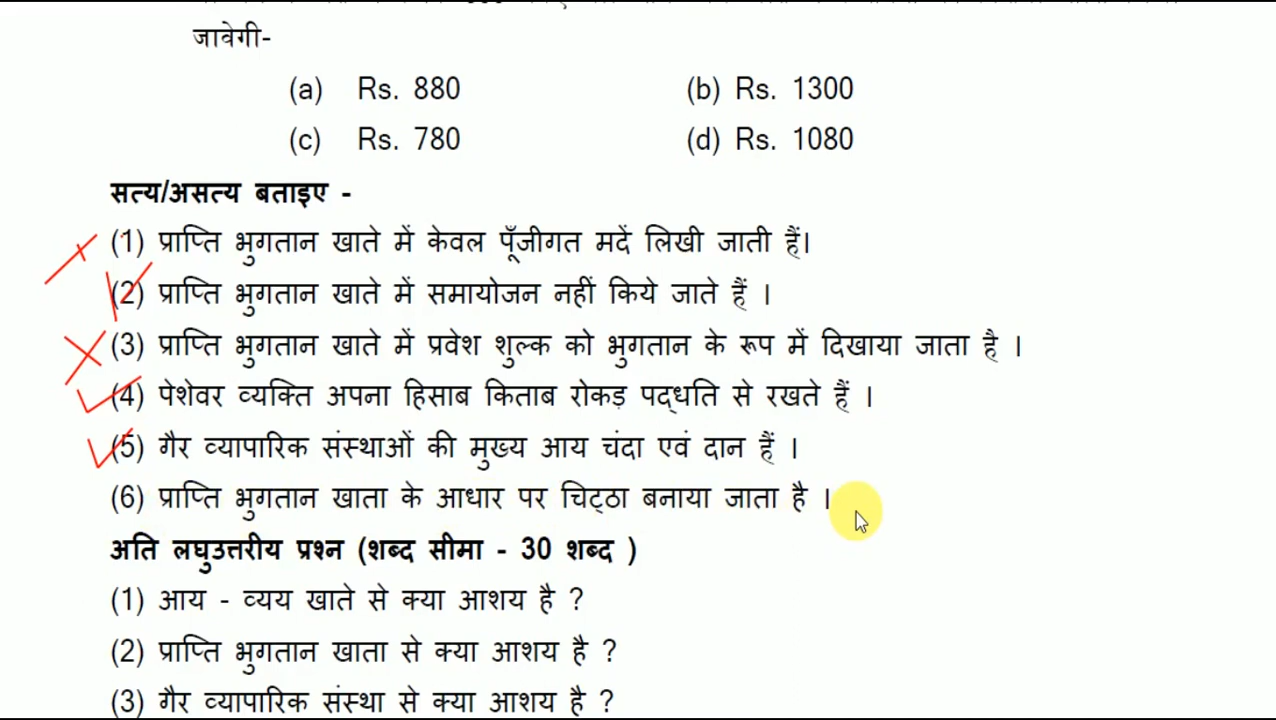 जावेगी-
(a) Rs. 880 (b) Rs. 1300
(c) Rs. 780 (d) Rs. 1080
सत्य/असत्य बताइए -
(1) प्राप्ति भुगतान खाते में केवल पूँजीगत मदें लिखी जाती हैं।
(2) प्राप्ति भुगतान खाते में समायोजन नहीं किये जाते हैं ।
(3) प्राप्ति भुगतान खाते में प्रवेश शुल्क को भुगतान के रूप में दिखाया जाता है ।
(4) पेशेवर व्यक्ति अपना हिसाब किताब रोकड़ पद्धति से रखते हैं ।
(5) गैर व्यापारिक संस्थाओं की मुख्य आय चंदा एवं दान हैं ।
(6) प्राप्ति भुगतान खाता के आधार पर चिट्ठा बनाया जाता है ।
अति लघुउत्तरीय प्रश्न (शब्द सीमा - 30 शब्द )
(1) आय - व्यय खाते से क्या आशय है ?
(2) प्राप्ति भुगतान खाता से क्या आशय है ?
(3) गैर व्यापारिक संस्था से क्या आशय है ?